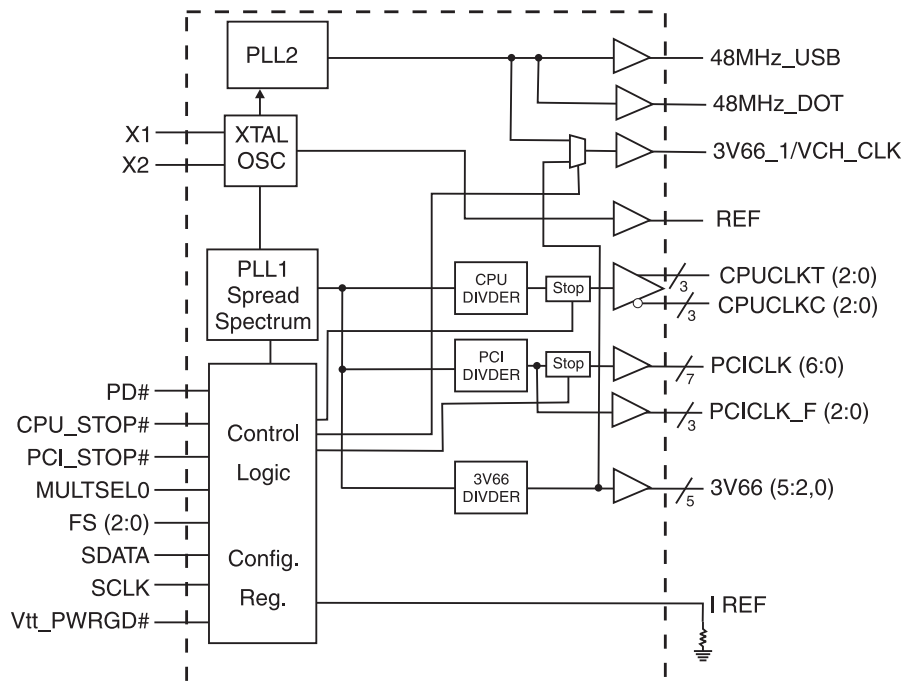 PLL2
48MHz_USB
48MHz_DOT
X1
X2
XTAL
OSC
3V66_1/VCH_CLK
REF
PLL1
Spread
Spectrum
CPU
DIVDER
Stop
3
CPUCLKT (2:0)
3
CPUCLKC (2:0)
PCI
DIVDER
Stop
7
PCICLK (6:0)
3
PCICLK_F (2:0)
PD#
CPU_STOP#
PCI_STOP#
MULTSEL0
FS (2:0)
SDATA
SCLK
Vtt_PWRGD#
Control
Logic
Config.
Reg.
3V66
DIVDER
5
3V66 (5:2,0)
I REF